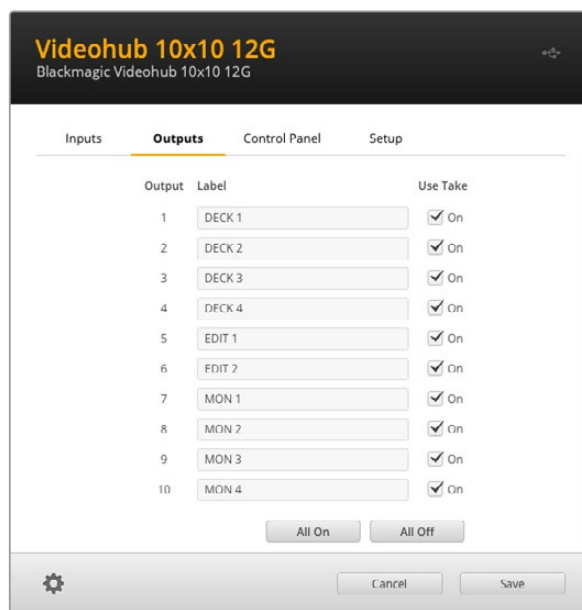 Videohub 10x10 12G
Blackmagic Videohub 10x10 12G
Inputs Outputs Control Panel Setup
Output Label Use Take
1 DECK 1 On
2 DECK 2 On
3 DECK 3 On
4 DECK 4 On
5 EDIT 1 On
6 EDIT 2 On
7 MON 1 On
8 MON 2 On
9 MON 3 On
10 MON 4 On
All On All Off
Cancel Save